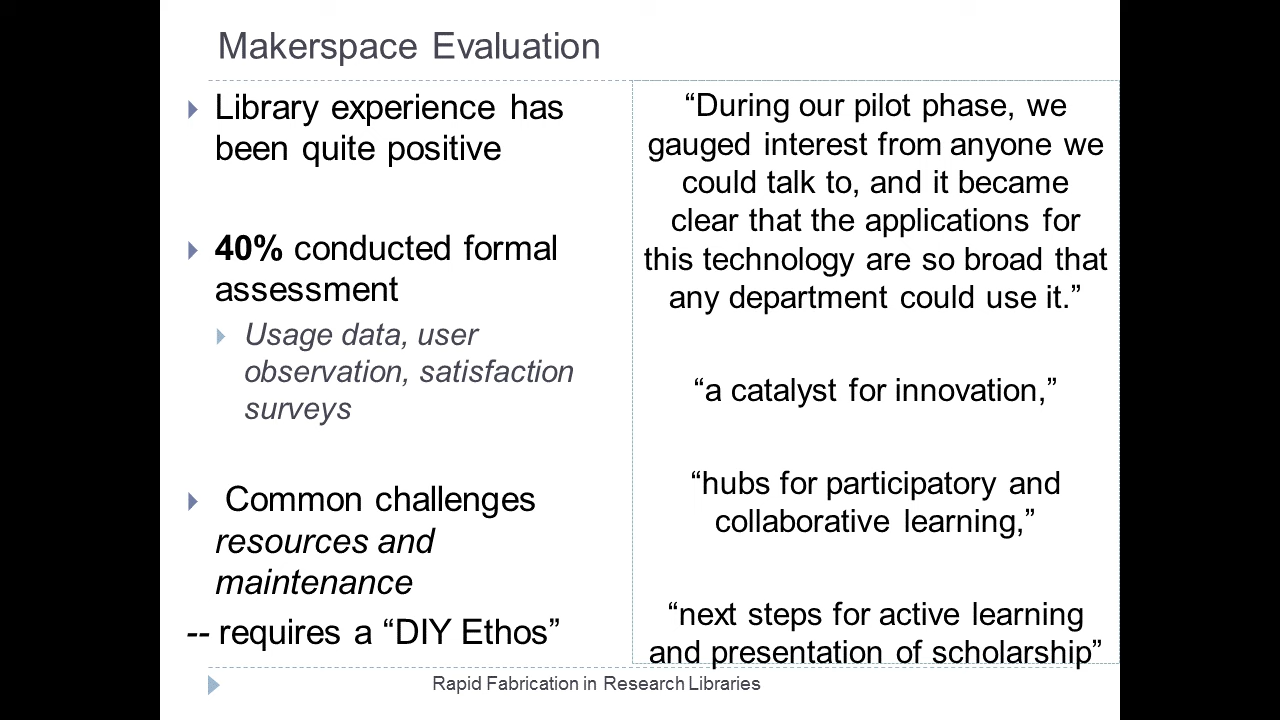 Makerspace Evaluation
Library experience has
been quite positive
40% conducted formal
assessment
Usage data, user
observation, satisfaction
surveys
Common challenges
resources and
maintenance
-- requires a “DIY Ethos”
“During our pilot phase, we
gauged interest from anyone we
could talk to, and it became
clear that the applications for
this technology are so broad that
any department could use it.”
“a catalyst for innovation,”
“hubs for participatory and
collaborative learning,”
“next steps for active learning
and presentation of scholarship”
Rapid Fabrication in Research Libraries